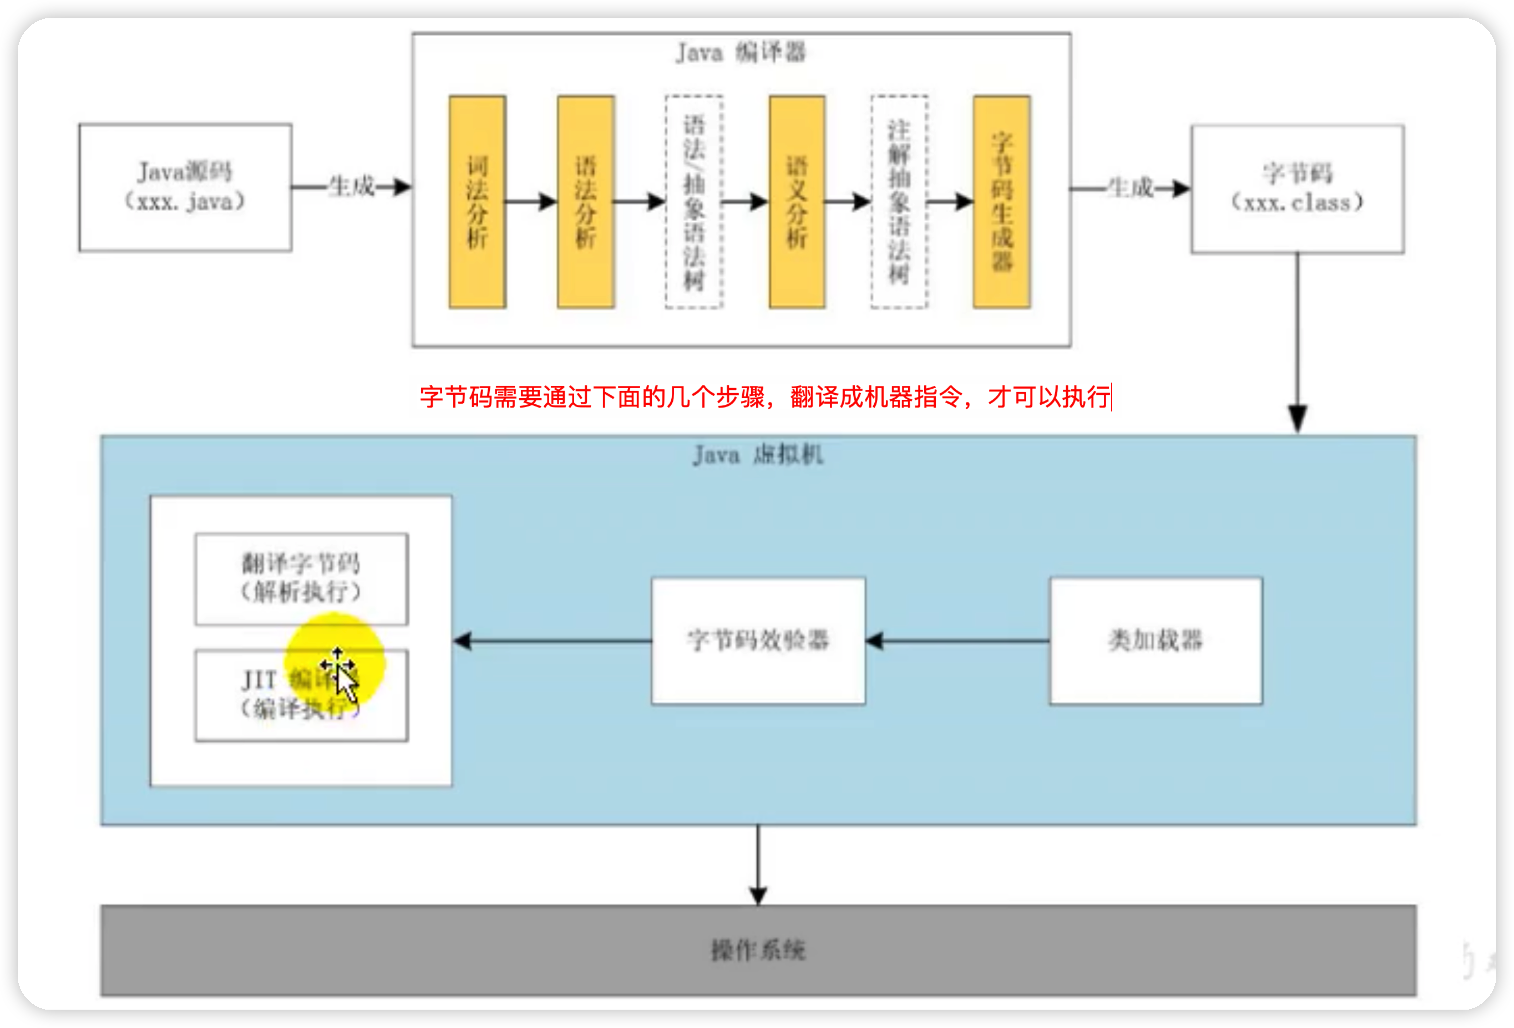 Java 编译器
Java源码
(xxx.java)
生成
词法分析
语法分析
语法/抽象语法树
语义分析
注解抽象语法树
字节码生成器
生成
字节码
(xxx.class)
字节码需要通过下面的几个步骤，翻译成机器指令，才可以执行
Java 虚拟机
翻译字节码
(解析执行)
JIT 编译
(编译执行)
字节码效验器
类加载器
操作系统